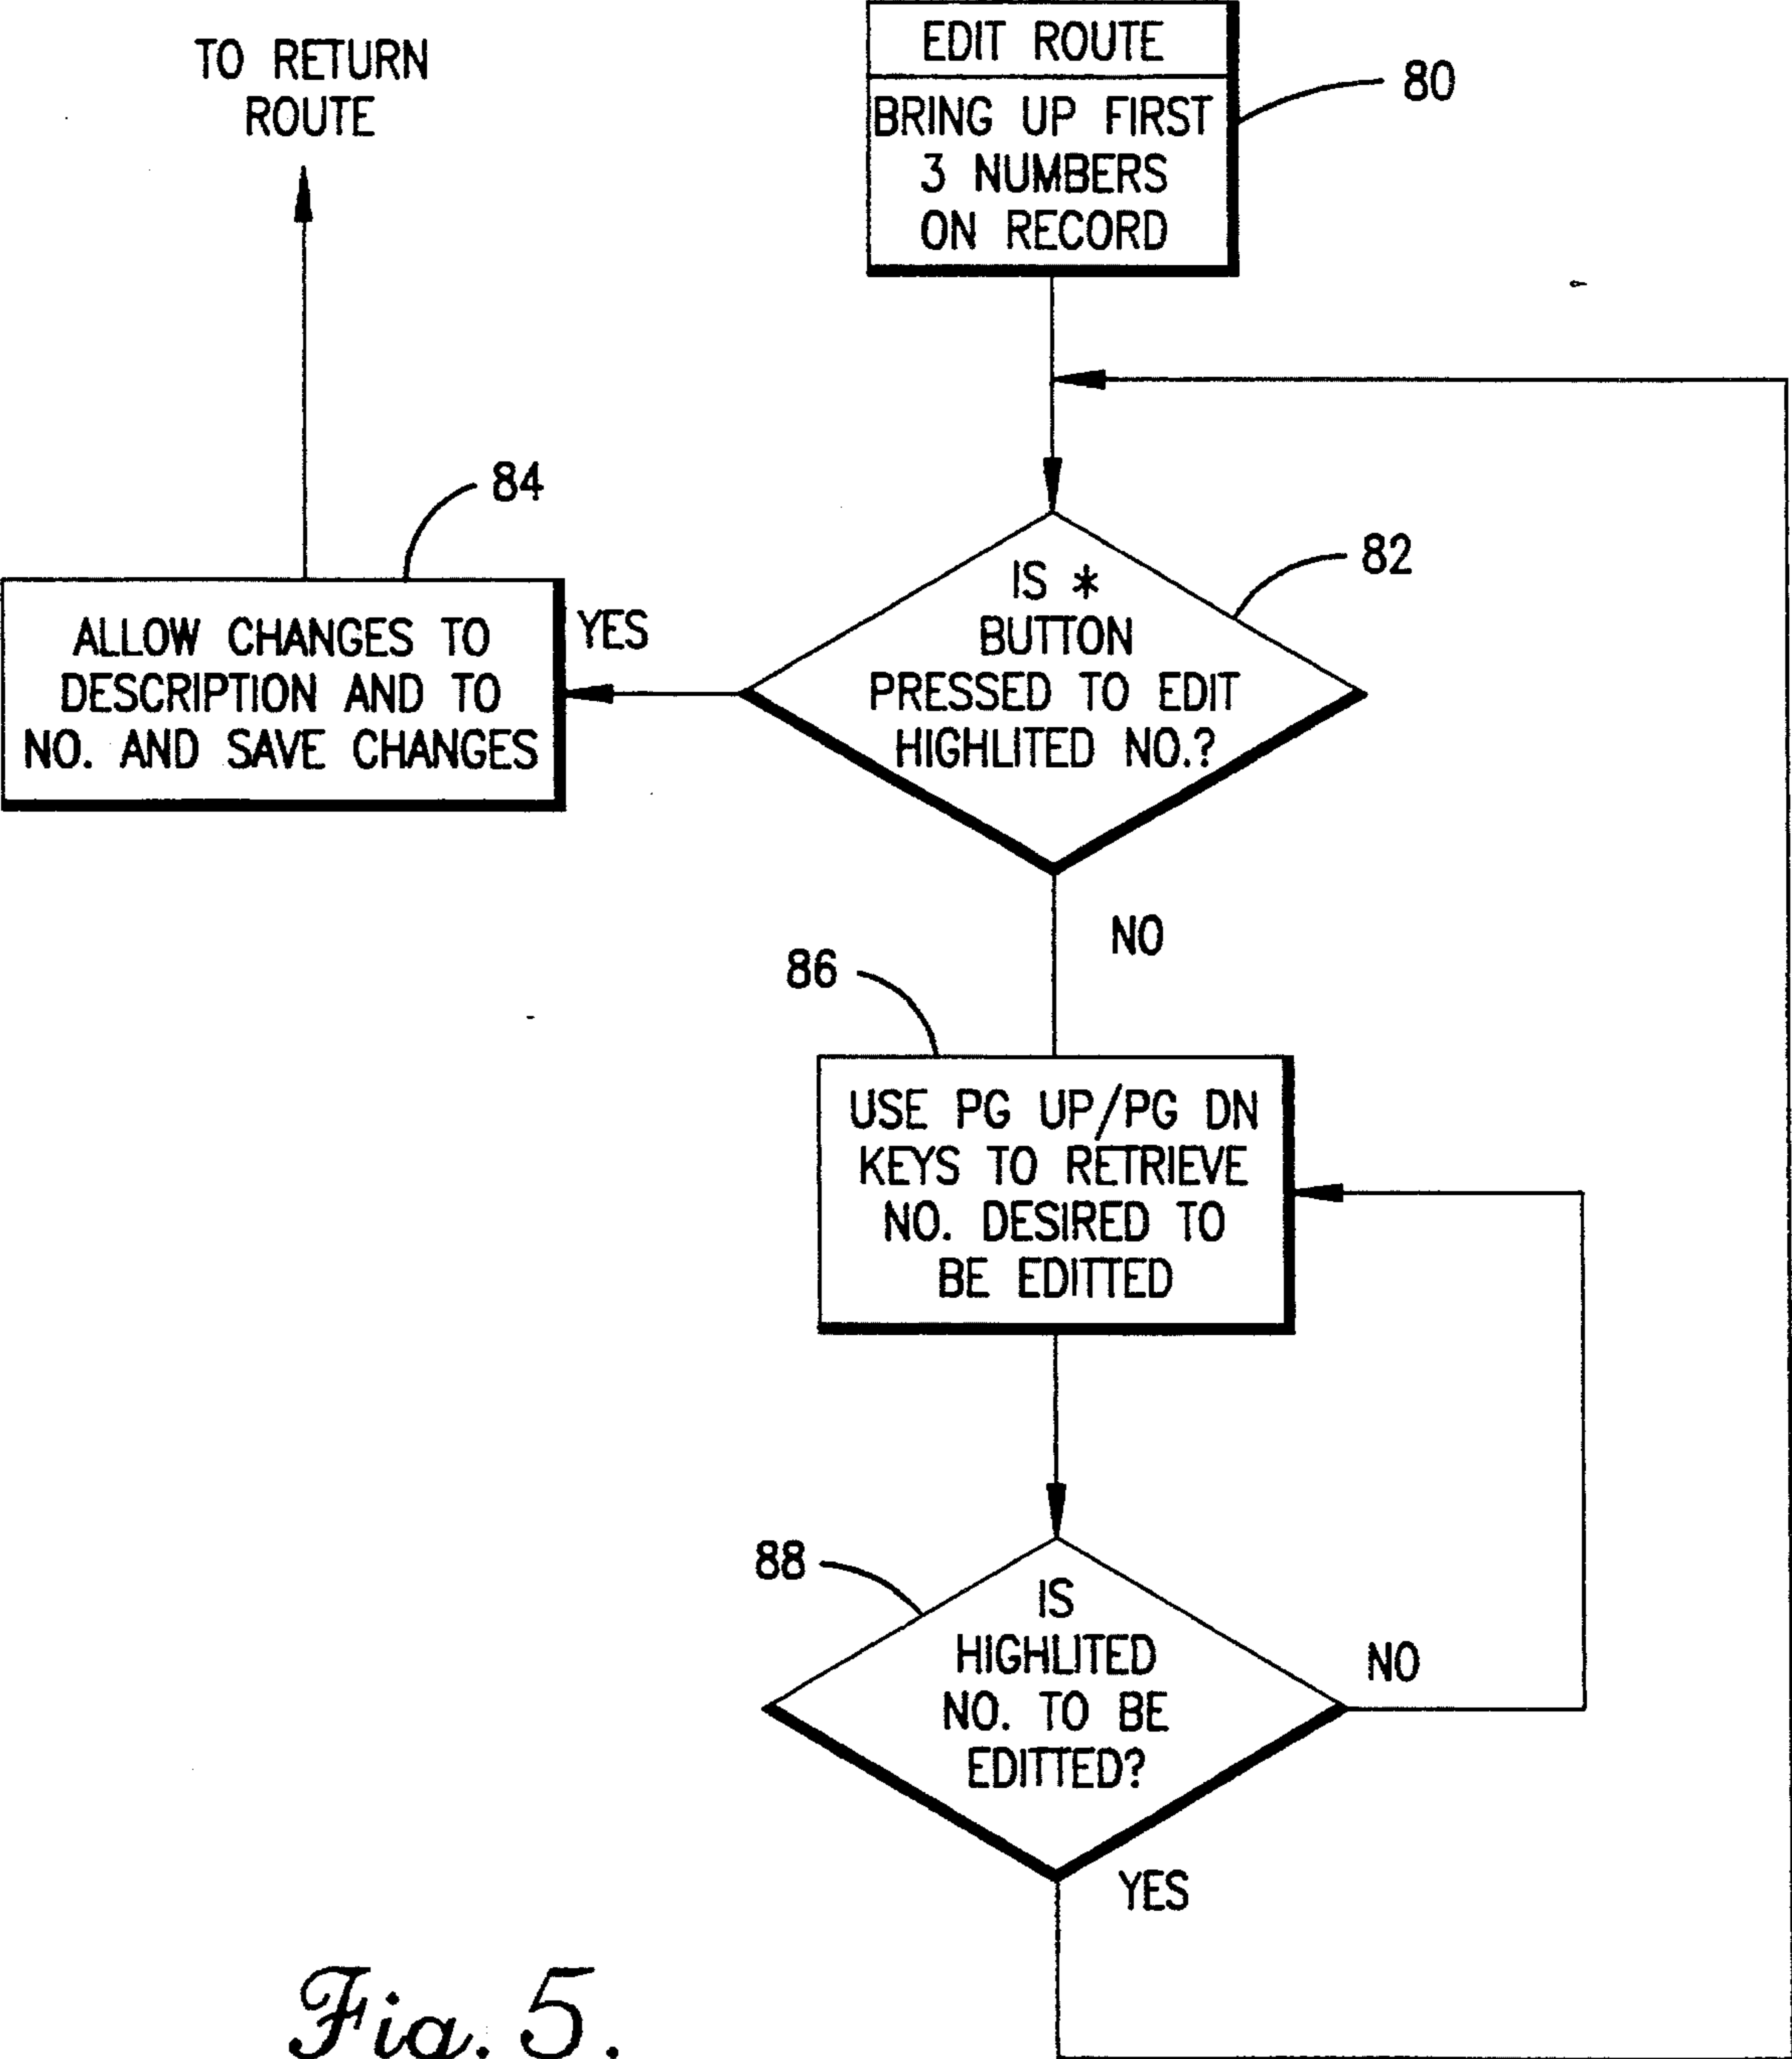 TO RETURN
ROUTE
EDIT ROUTE
BRING UP FIRST
3 NUMBERS
ON RECORD
80
84
ALLOW CHANGES TO
DESCRIPTION AND TO
NO. AND SAVE CHANGES
YES
IS *
BUTTON
PRESSED TO EDIT
HIGHLITED NO.?
82
NO
86
USE PG UP/PG DN
KEYS TO RETRIEVE
NO. DESIRED TO
BE EDITTED
88
IS
HIGHLITED
NO. TO BE
EDITTED?
NO
YES
Fig. 5.